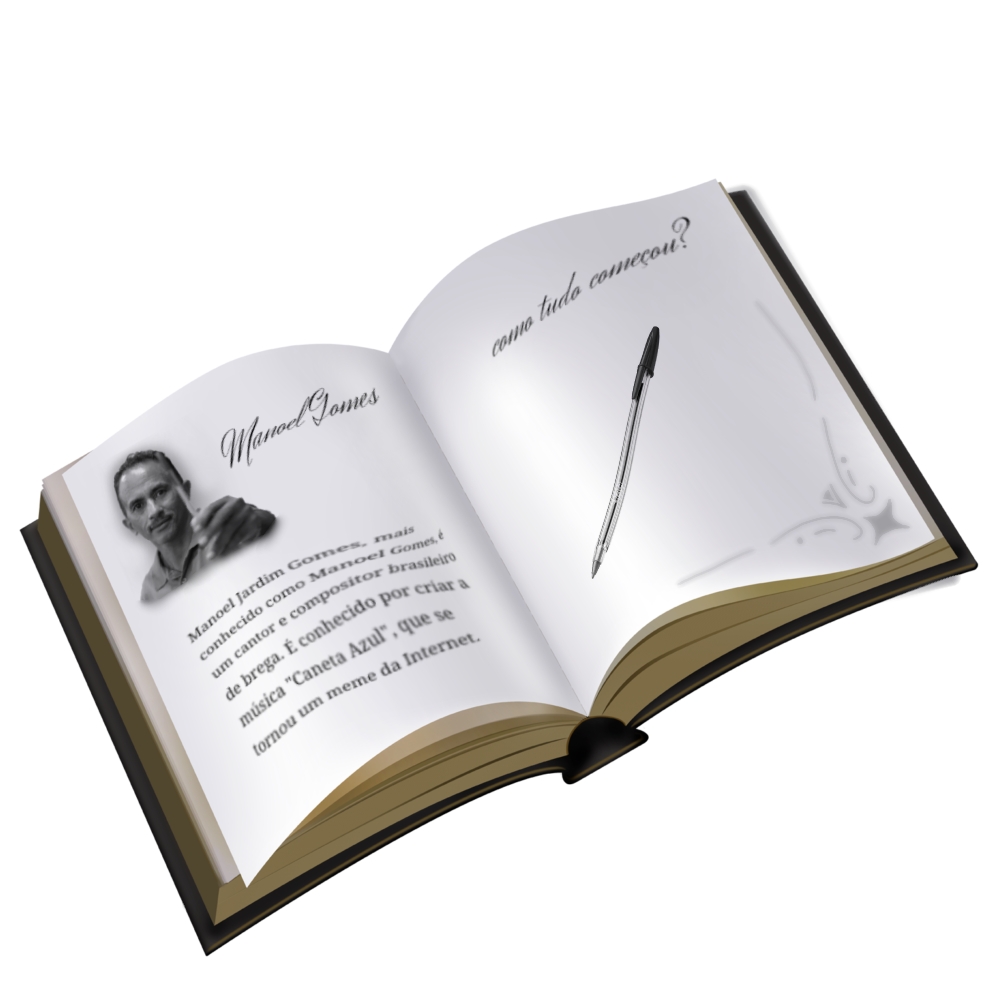 Manoel Gomes
Manoel Jardim Gomes, mais
conhecido como Manoel Gomes, é
um cantor e compositor brasileiro
de brega. É conhecido por criar a
música "Caneta Azul", que se
tornou um meme da Internet.
como tudo começou?